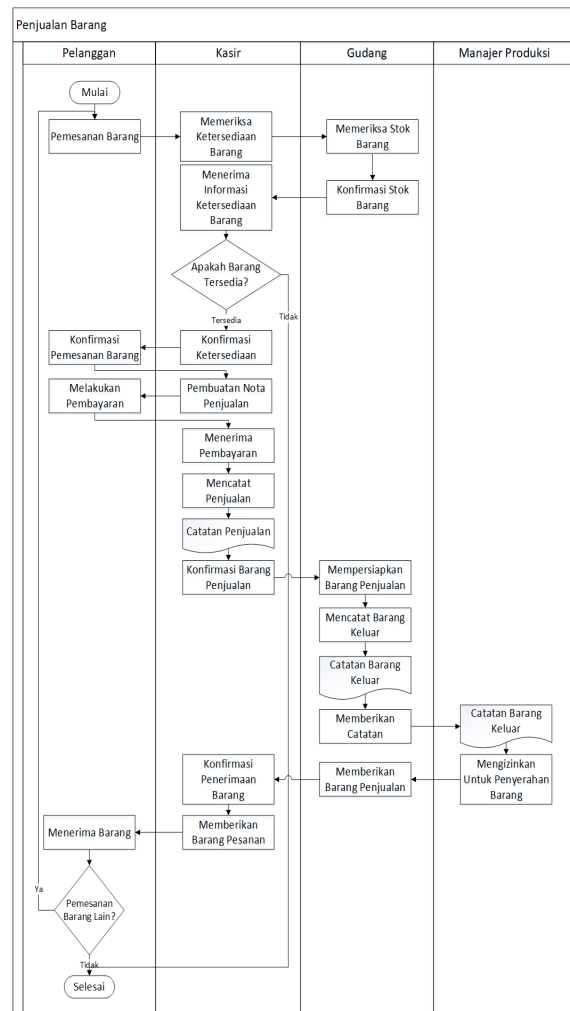 Penjualan Barang
Pelanggan
Kasir
Gudang
Manajer Produksi
Mulai
Pemesanan Barang
Memeriksa
Ketersediaan
Barang
Memeriksa Stok
Barang
Menerima
Informasi
Ketersediaan
Barang
Konfirmasi Stok
Barang
Apakah Barang
Tersedia?
Tersedia
Tidak
Konfirmasi
Pemesanan Barang
Konfirmasi
Ketersediaan
Melakukan
Pembayaran
Pembuatan Nota
Penjualan
Menerima
Pembayaran
Mencatat
Penjualan
Catatan Penjualan
Konfirmasi Barang
Penjualan
Mempersiapkan
Barang Penjualan
Mencatat Barang
Keluar
Catatan Barang
Keluar
Memberikan
Catatan
Catatan Barang
Keluar
Mengizinkan
Untuk Penyerahan
Barang
Memberikan
Barang Penjualan
Konfirmasi
Penerimaan
Barang
Memberikan
Barang Pesanan
Menerima Barang
Pemesanan
Barang Lain?
Ya
Tidak
Selesai